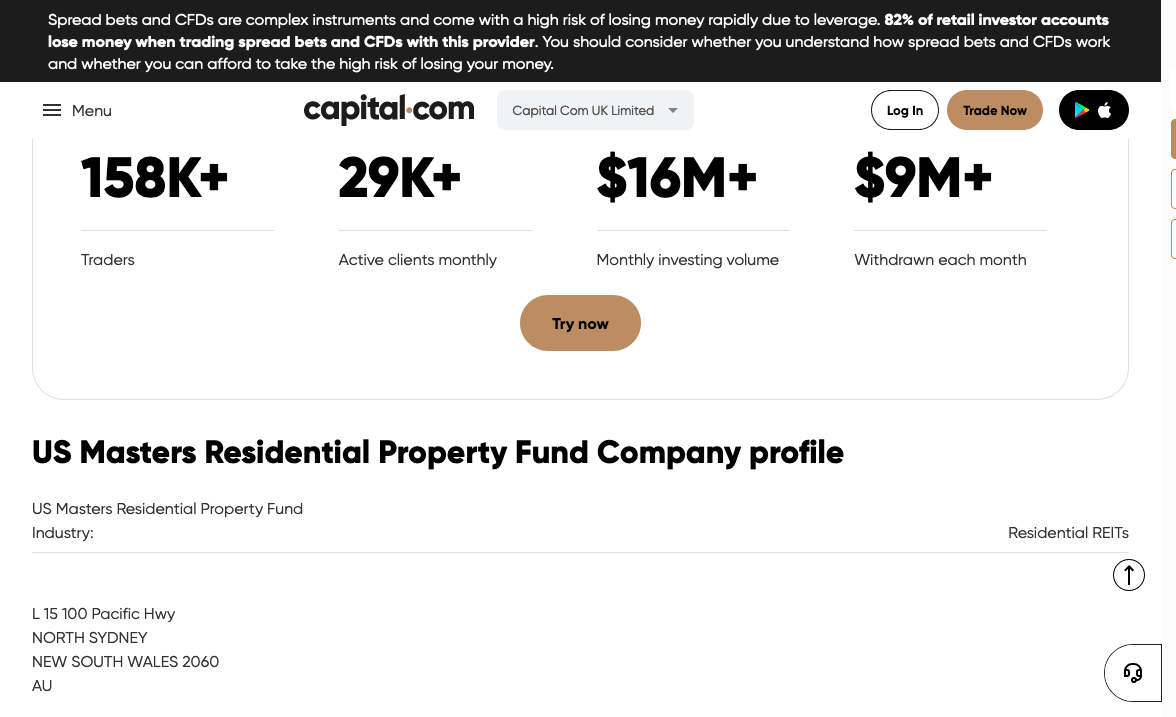 Spread bets and CFDs are complex instruments and come with a high risk of losing money rapidly due to leverage. 82% of retail investor accounts
lose money when trading spread bets and CFDs with this provider. You should consider whether you understand how spread bets and CFDs work
and whether you can afford to take the high risk of losing your money.
Menu
capital.com
Capital Com UK Limited
Log In
Trade Now
158K+
29K+
$16M+
$9M+
Traders
Active clients monthly
Monthly investing volume
Withdrawn each month
Try now
US Masters Residential Property Fund Company profile
US Masters Residential Property Fund
Industry:
Residential REITs
L 15 100 Pacific Hwy
NORTH SYDNEY
NEW SOUTH WALES 2060
AU